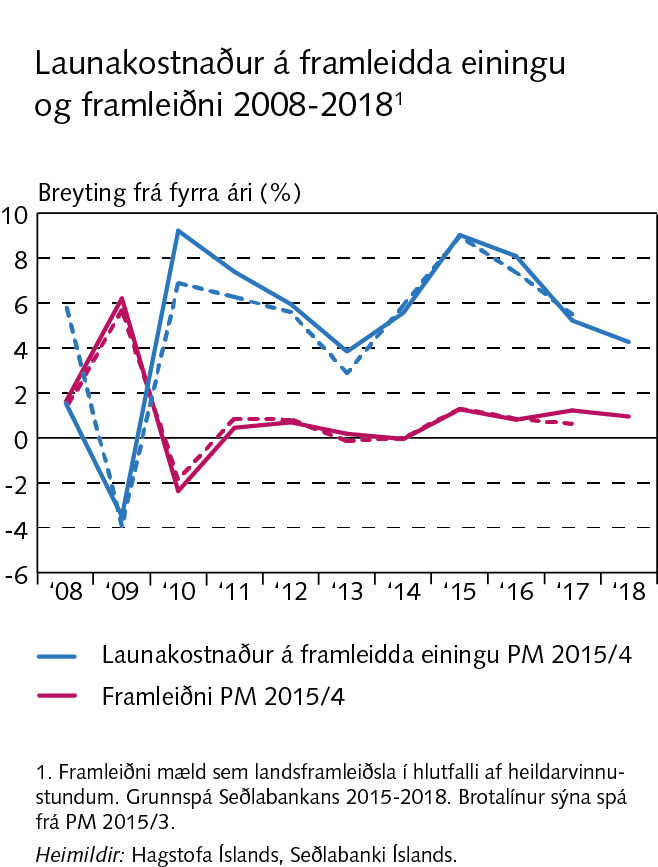 Launakostnaður á framleidda einingu
og framleiðni 2008-2018¹
Breyting frá fyrra ári (%)
10
8
6
4
2
0
-2
-4
-6
‘08 ‘09 ‘10 ‘11 ‘12 ‘13 ‘14 ‘15 ‘16 ‘17 ‘18
Launakostnaður á framleidda einingu PM 2015/4
Framleiðni PM 2015/4
1. Framleiðni mæld sem landsframleiðsla í hlutfalli af heildarvinnu-
stundum. Grunnspá Seðlabankans 2015-2018. Brotalínur sýna spá
frá PM 2015/3.
Heimildir: Hagstofa Íslands, Seðlabanki Íslands.